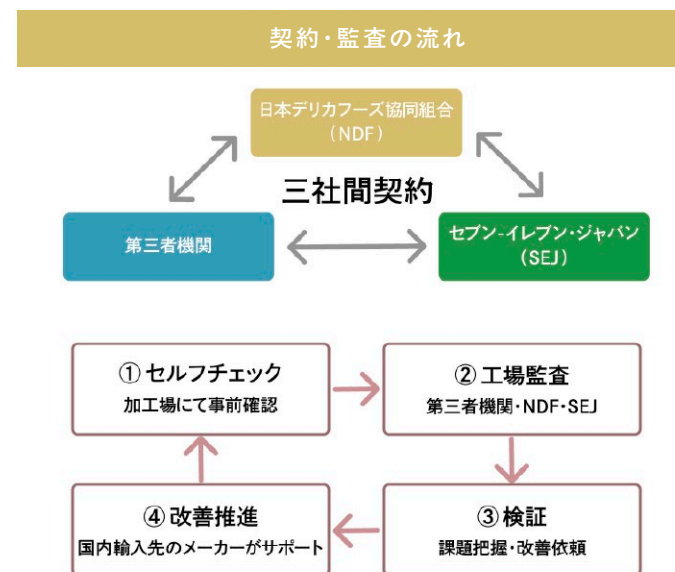 契約・監査の流れ
日本デリカフーズ協同組合
(NDF)
三社間契約
第三者機関
セブン-イレブン・ジャパン
(SEJ)
①セルフチェック
加工場にて事前確認
②工場監査
第三者機関・NDF・SEJ
④改善推進
国内輸入先のメーカーがサポート
③検証
課題把握・改善依頼